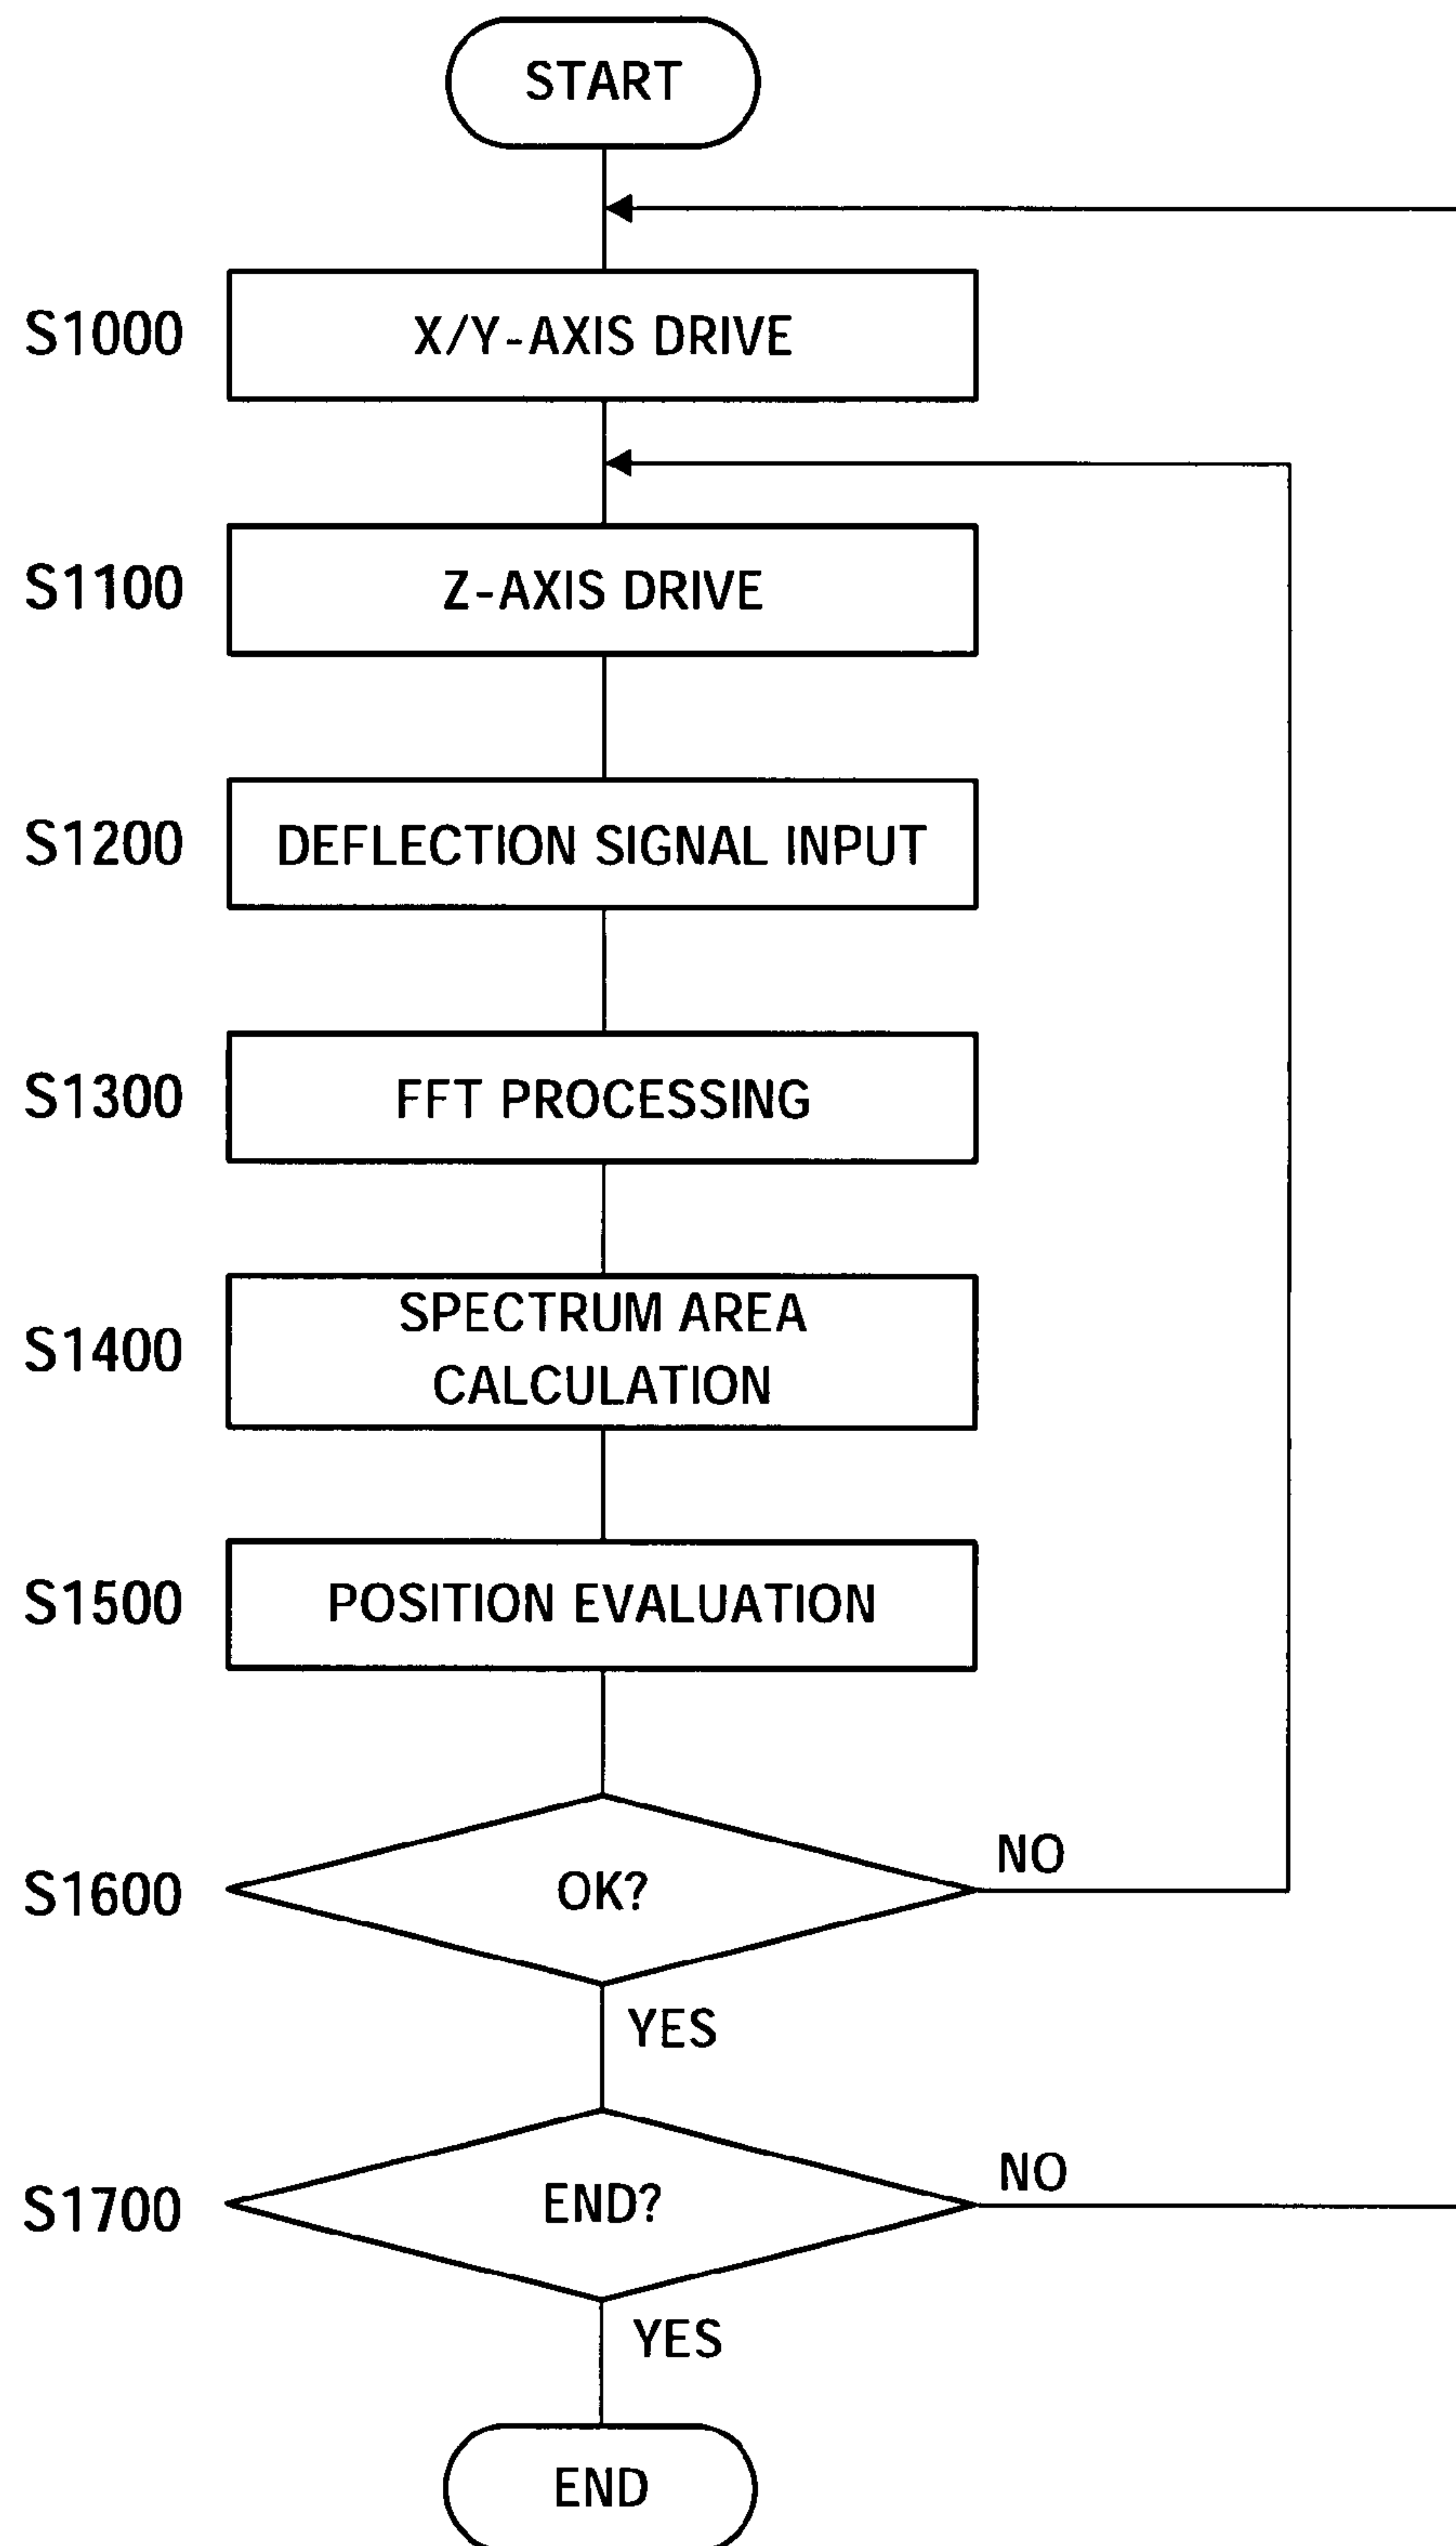 START
S1000
X/Y-AXIS DRIVE
S1100
Z-AXIS DRIVE
S1200
DEFLECTION SIGNAL INPUT
S1300
FFT PROCESSING
S1400
SPECTRUM AREA
CALCULATION
S1500
POSITION EVALUATION
S1600
OK?
NO
YES
S1700
END?
NO
YES
END